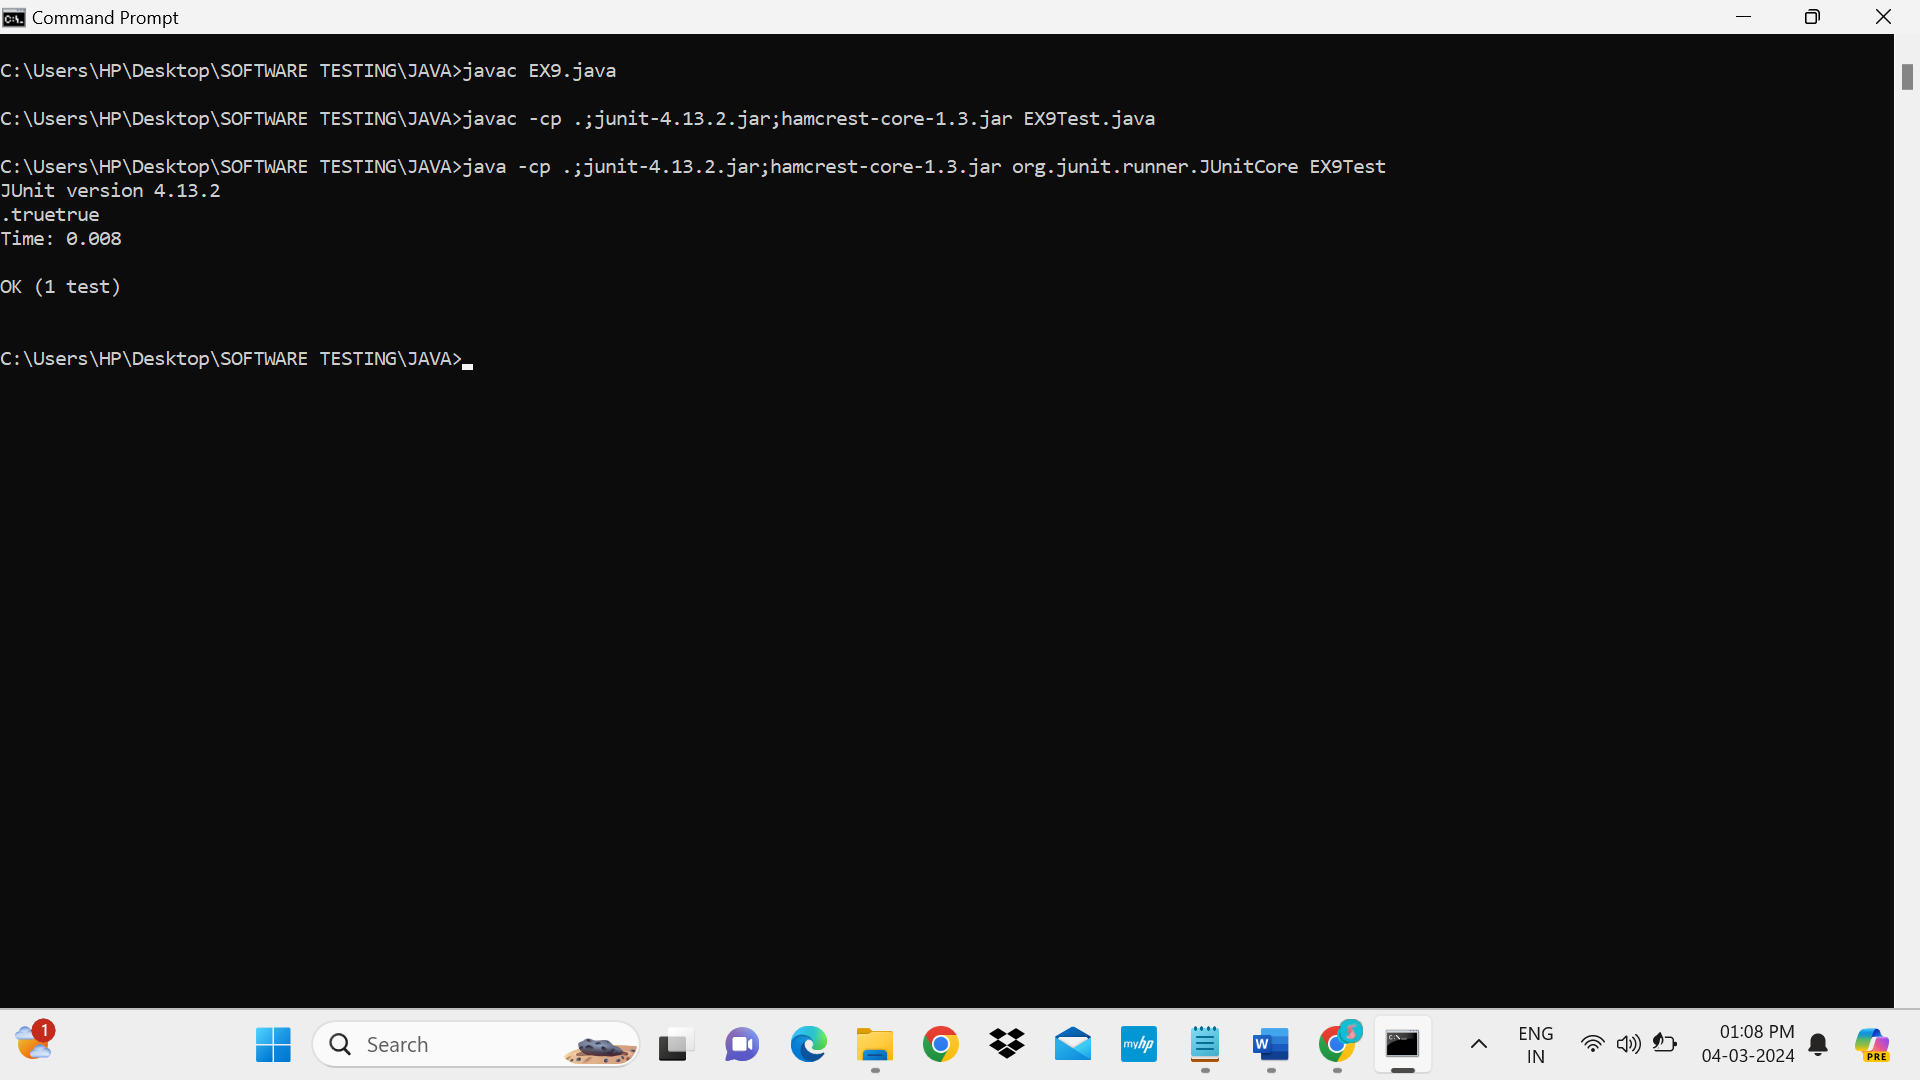 Command Prompt
C:\Users\HP\Desktop\SOFTWARE TESTING\JAVA>javac EX9.java
C:\Users\HP\Desktop\SOFTWARE TESTING\JAVA>javac -cp .;junit-4.13.2.jar;hamcrest-core-1.3.jar EX9Test.java
C:\Users\HP\Desktop\SOFTWARE TESTING\JAVA>java -cp .;junit-4.13.2.jar;hamcrest-core-1.3.jar org.junit.runner.JUnitCore EX9Test
JUnit version 4.13.2
.truetrue
Time: 0.008
OK (1 test)
C:\Users\HP\Desktop\SOFTWARE TESTING\JAVA>
1
Search
myhp
W
ENG
IN
01:08 PM
04-03-2024
PRE